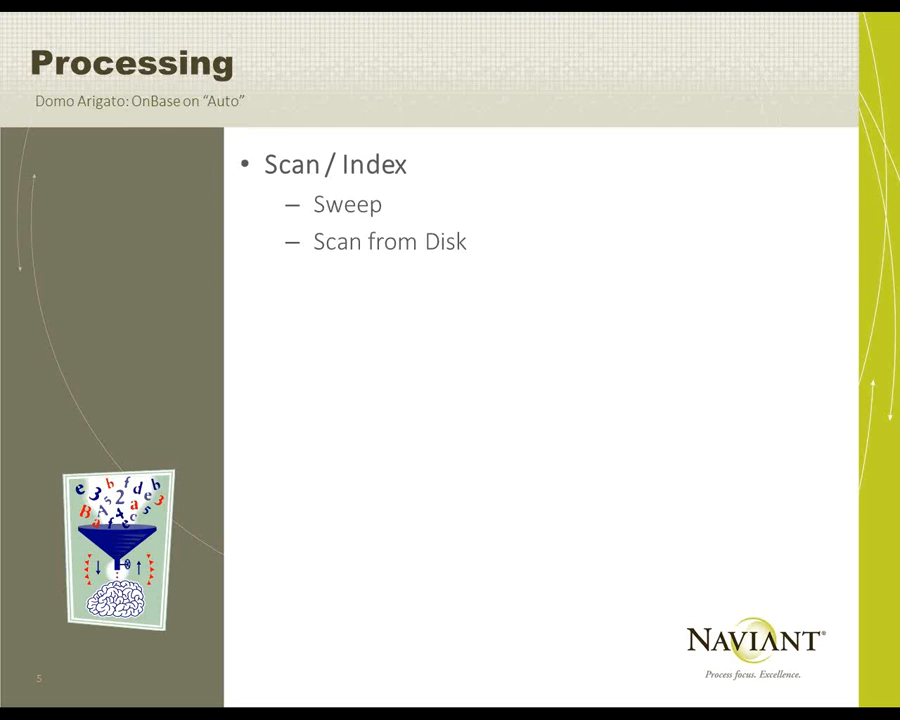 Processing
Domo Arigato: OnBase on “Auto”
• Scan / Index
– Sweep
– Scan from Disk
NAVIANT®
Process focus. Excellence.
5